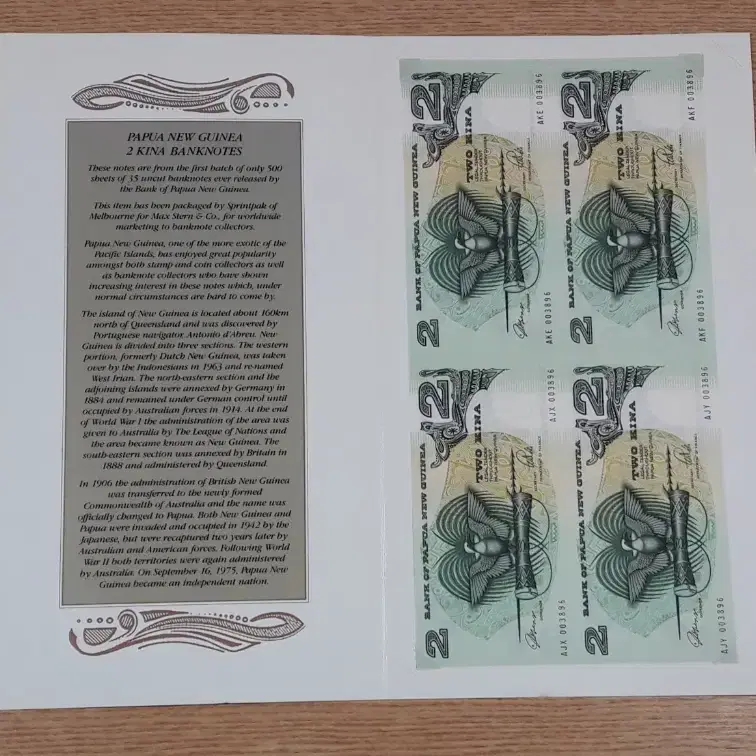 PAPUA NEW GUINEA
2 KINA BANKNOTES
These notes are from the first batch of only 500
sheets of 35 uncut banknotes ever released by
the Bank of Papua New Guinea.
This item has been packaged by Sprintpak of
Melbourne for Max Stern & Co., for worldwide
marketing to banknote collectors.
Papua New Guinea, one of the more exotic of the
Pacific Islands, has enjoyed great popularity
amongst both stamp and coin collectors as well
as banknote collectors who have shown
increasing interest in these notes which, under
normal circumstances are hard to come by.
The island of New Guinea is located about 160km
north of Queensland and was discovered by
Portuguese navigator, Antonio d'Abreu. New
Guinea is divided into three sections. The western
portion, formerly Dutch New Guinea, was taken
over by the Indonesians in 1963 and re-named
West Irian. The north-eastern section and the
adjoining islands were annexed by Germany in
1884 and remained under German control until
occupied by Australian forces in 1914. At the end
of World War I the administration of the area was
given to Australia by The League of Nations and
the area became known as New Guinea. The
south-eastern section was annexed by Britain in
1888 and administered by Queensland.
In 1906 the administration of British New Guinea
was transferred to the newly formed
Commonwealth of Australia and the name was
officially changed to Papua. Both New Guinea and
Papua were invaded and occupied in 1942 by the
Japanese, but were recaptured two years later by
Australian and American forces. Following World
War II both territories were again administered
by Australia. On September 16, 1975, Papua New
Guinea became an independent nation.
2
BANK OF PAPUA NEW GUINEA
2
TWO KINA
AKE 003896
AKE 003896
2
BANK OF PAPUA NEW GUINEA
2
TWO KINA
AKF 003896
AKF 003896
2
BANK OF PAPUA NEW GUINEA
2
TWO KINA
AJX 003896
AJX 003896
2
BANK OF PAPUA NEW GUINEA
2
TWO KINA
AJY 003896
AJY 003896